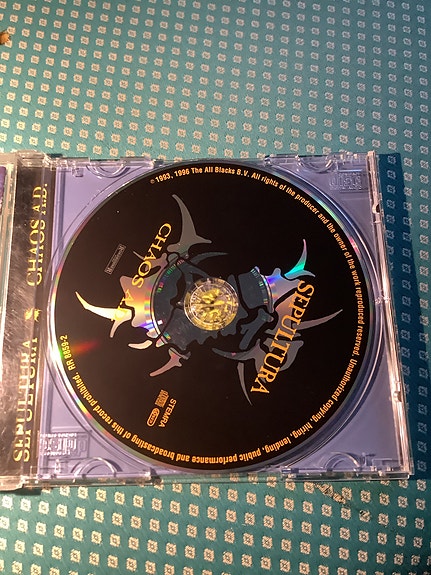 SEPULTURA CHAOS A.D.
© 1993, 1996 The All Blacks B.V. All rights of the producer and the owner of the work reproduced reserved. Unauthorized copying, hiring, lending, public performance and broadcasting of this record prohibited. RR 8859-2
CHAOS A.D.
SEPULTURA
STEMRA